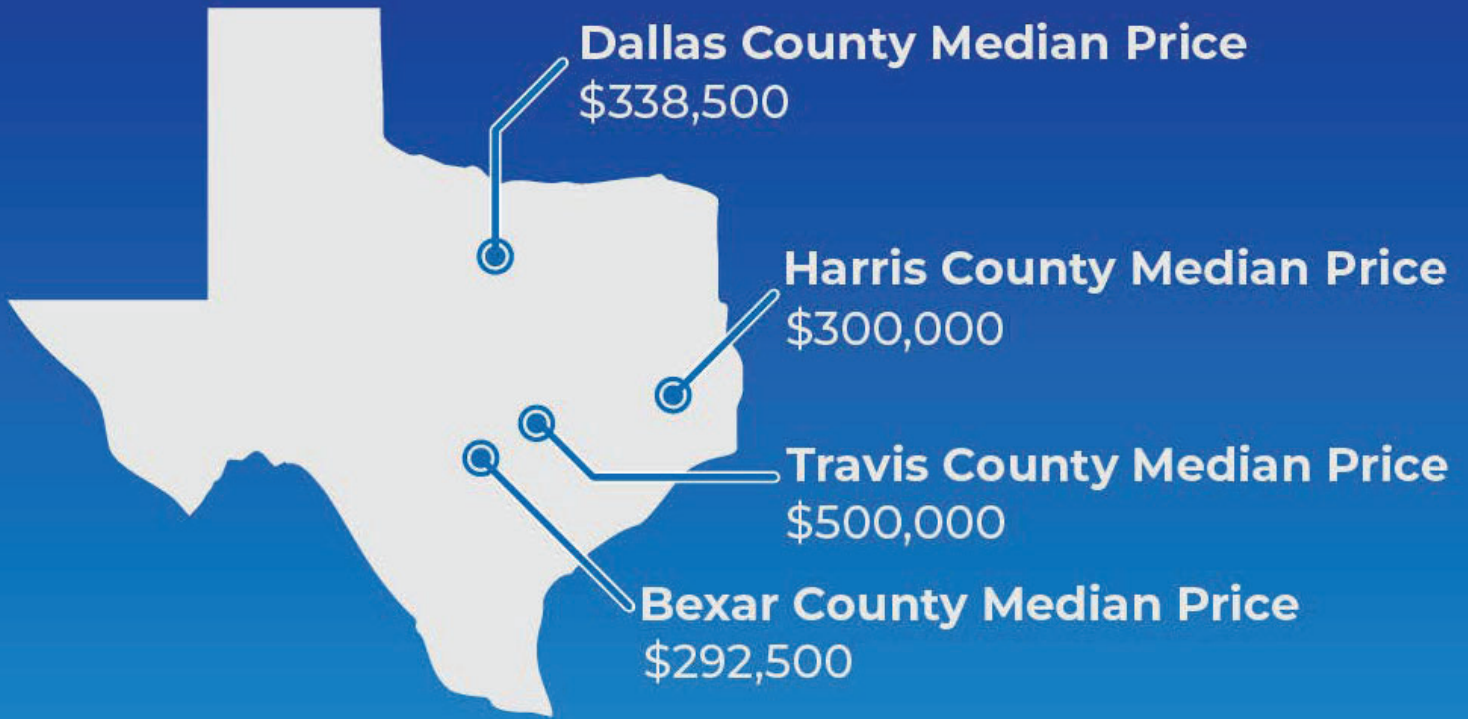 Dallas County Median Price
$338,500
Harris County Median Price
$300,000
Travis County Median Price
$500,000
Bexar County Median Price
$292,500